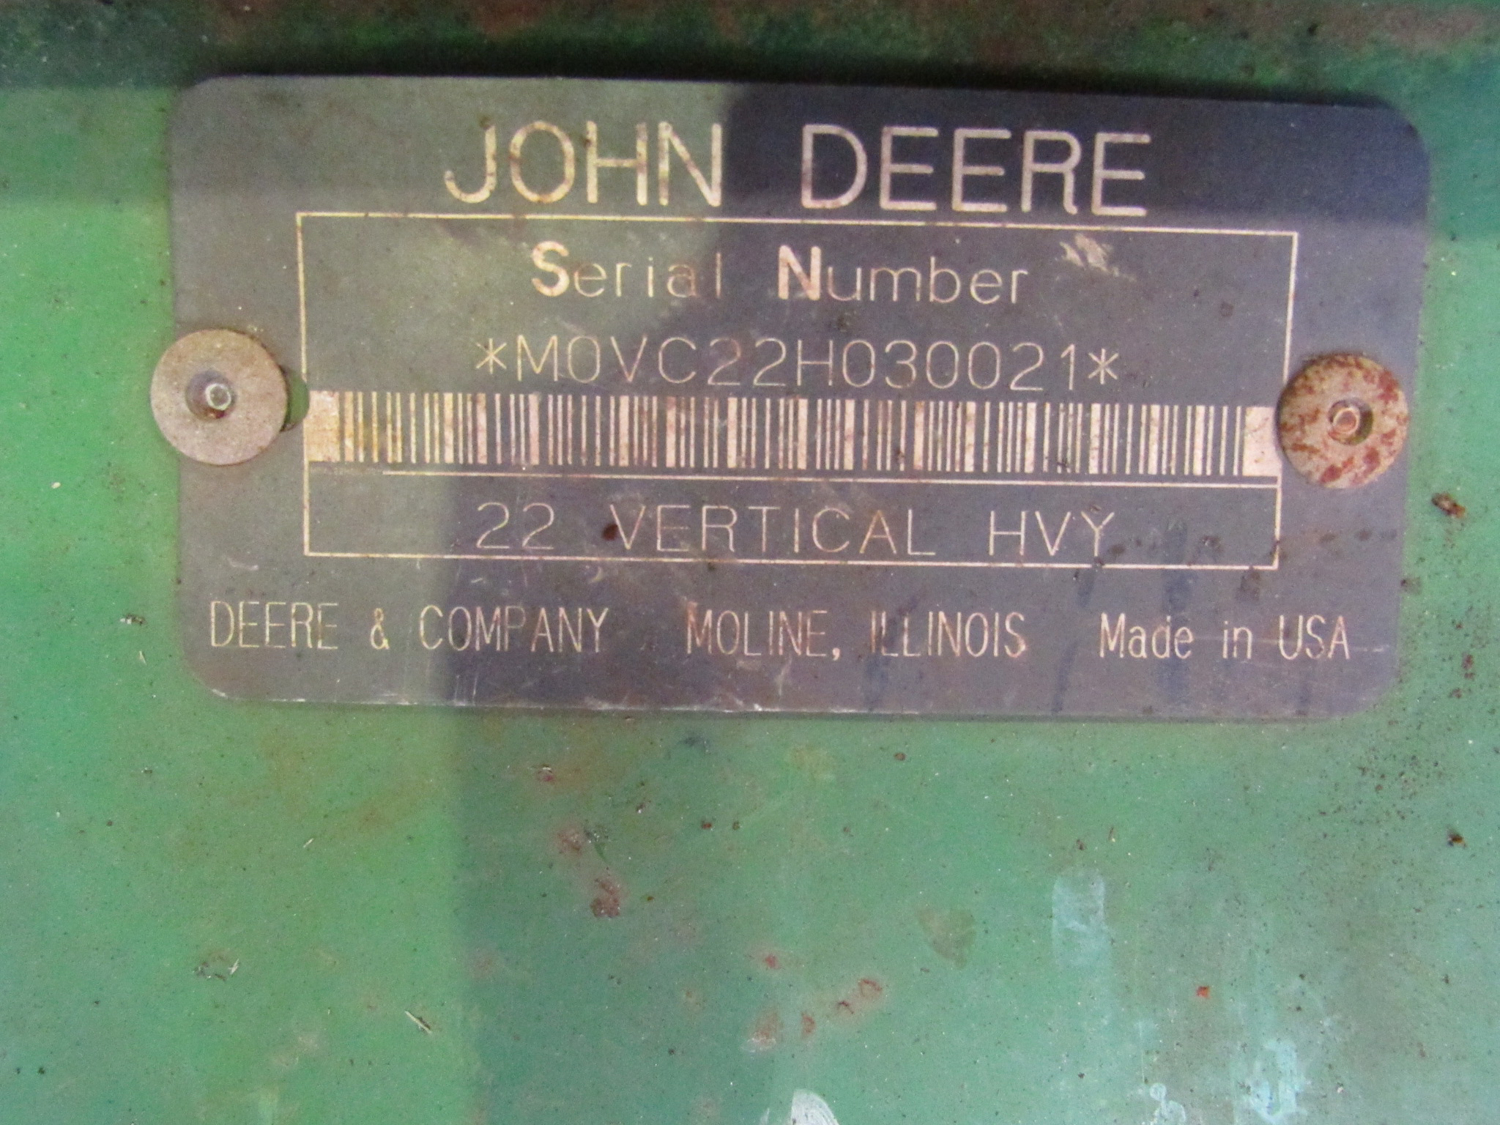 JOHN DEERE
Serial Number
*M0VC22H030021*
22 VERTICAL HVY
DEERE & COMPANY MOLINE, ILLINOIS Made in USA